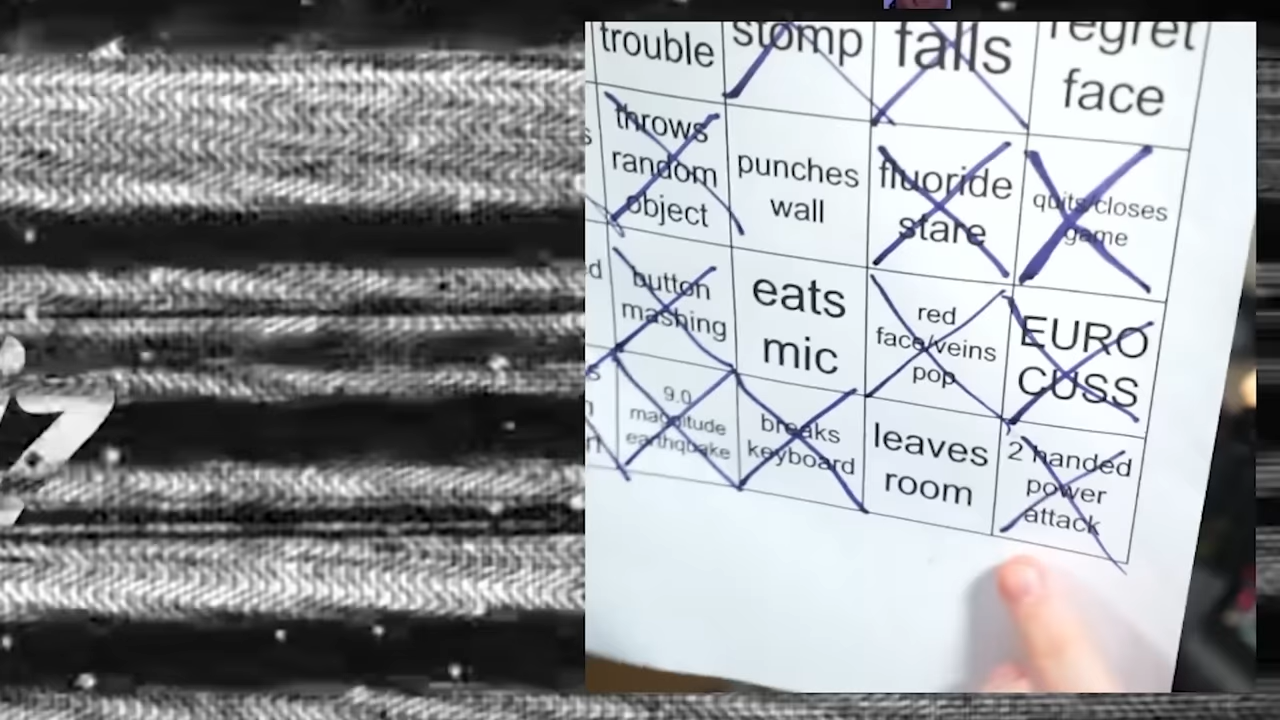 trouble
stomp
falls
regret
face
throws
random
object
punches
wall
fluoride
stare
quits/closes
game
button
mashing
eats
mic
red
face/veins
pop
EURO
CUSS
9.0
magnitude
earthquake
breaks
keyboard
leaves
room
2 handed
power
attack